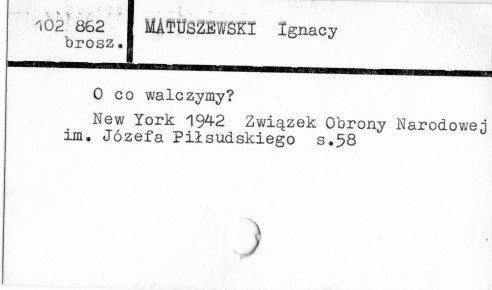 102 862 MATUSZEWSKI Ignacy
brosz.
O co walczymy?
New York 1942 Związek Obrony Narodowej
im. Józefa Piłsudskiego s.58